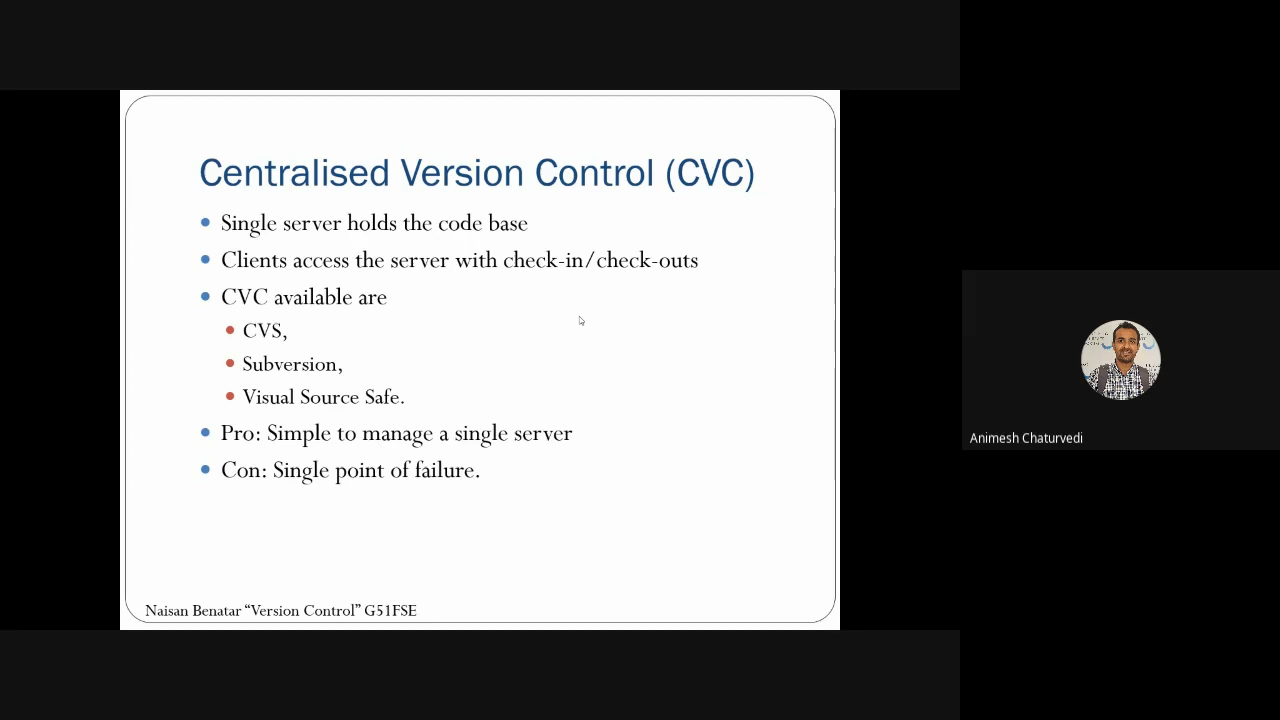 Centralised Version Control (CVC)
Single server holds the code base
Clients access the server with check-in/check-outs
CVC available are
CVS,
Subversion,
Visual Source Safe.
Pro: Simple to manage a single server
Con: Single point of failure.
Naisan Benatar “Version Control” G51FSE
Animesh Chaturvedi